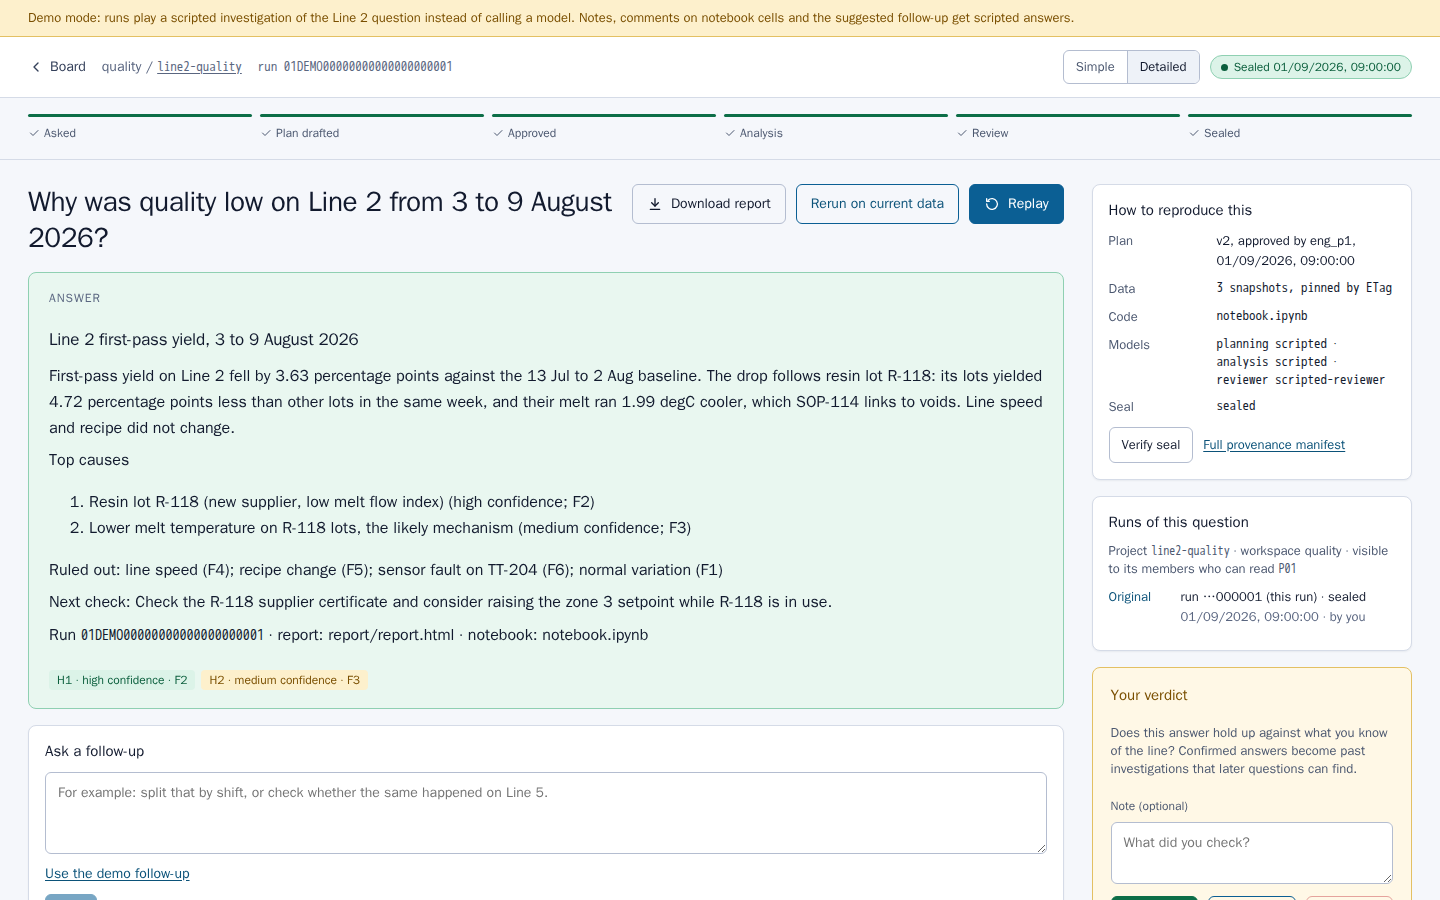 Demo mode: runs play a scripted investigation of the Line 2 question instead of calling a model. Notes, comments on notebook cells and the suggested follow-up get scripted answers.
Board quality / line2-quality run 01DEMO00000000000000000001
Simple Detailed Sealed 01/09/2026, 09:00:00
Asked Plan drafted Approved Analysis Review Sealed
Why was quality low on Line 2 from 3 to 9 August
2026?
Download report Rerun on current data Replay
ANSWER
Line 2 first-pass yield, 3 to 9 August 2026
First-pass yield on Line 2 fell by 3.63 percentage points against the 13 Jul to 2 Aug baseline. The drop follows resin lot R-118: its lots yielded
4.72 percentage points less than other lots in the same week, and their melt ran 1.99 degC cooler, which SOP-114 links to voids. Line speed
and recipe did not change.
Top causes
1. Resin lot R-118 (new supplier, low melt flow index) (high confidence; F2)
2. Lower melt temperature on R-118 lots, the likely mechanism (medium confidence; F3)
Ruled out: line speed (F4); recipe change (F5); sensor fault on TT-204 (F6); normal variation (F1)
Next check: Check the R-118 supplier certificate and consider raising the zone 3 setpoint while R-118 is in use.
Run 01DEMO00000000000000000001 · report: report/report.html · notebook: notebook.ipynb
H1 · high confidence · F2 H2 · medium confidence · F3
Ask a follow-up
For example: split that by shift, or check whether the same happened on Line 5.
Use the demo follow-up
How to reproduce this
Plan v2, approved by eng_p1,
01/09/2026, 09:00:00
Data 3 snapshots, pinned by ETag
Code notebook.ipynb
Models planning scripted ·
analysis scripted ·
reviewer scripted-reviewer
Seal sealed
Verify seal Full provenance manifest
Runs of this question
Project line2-quality · workspace quality · visible
to its members who can read P01
Original run ···000001 (this run) · sealed
01/09/2026, 09:00:00 · by you
Your verdict
Does this answer hold up against what you know
of the line? Confirmed answers become past
investigations that later questions can find.
Note (optional)
What did you check?